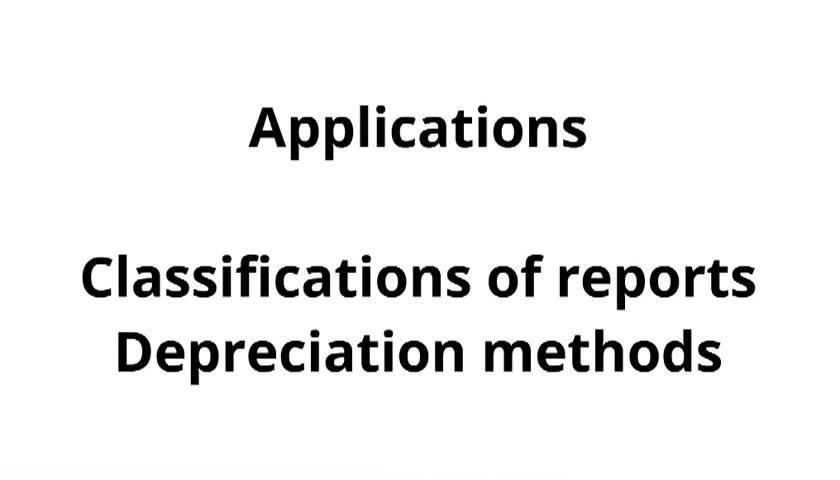 Applications
Classifications of reports
Depreciation methods